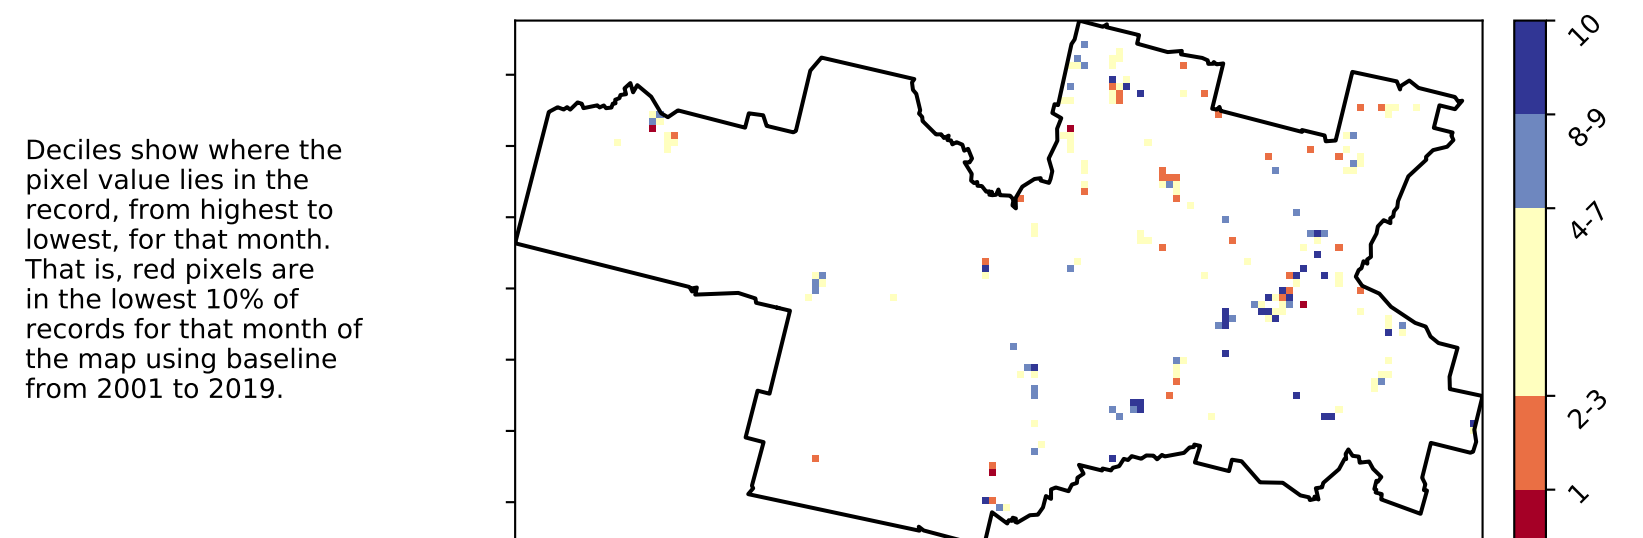 Deciles show where the
pixel value lies in the
record, from highest to
lowest, for that month.
That is, red pixels are
in the lowest 10% of
records for that month of
the map using baseline
from 2001 to 2019.
10
8-9
4-7
2-3
1